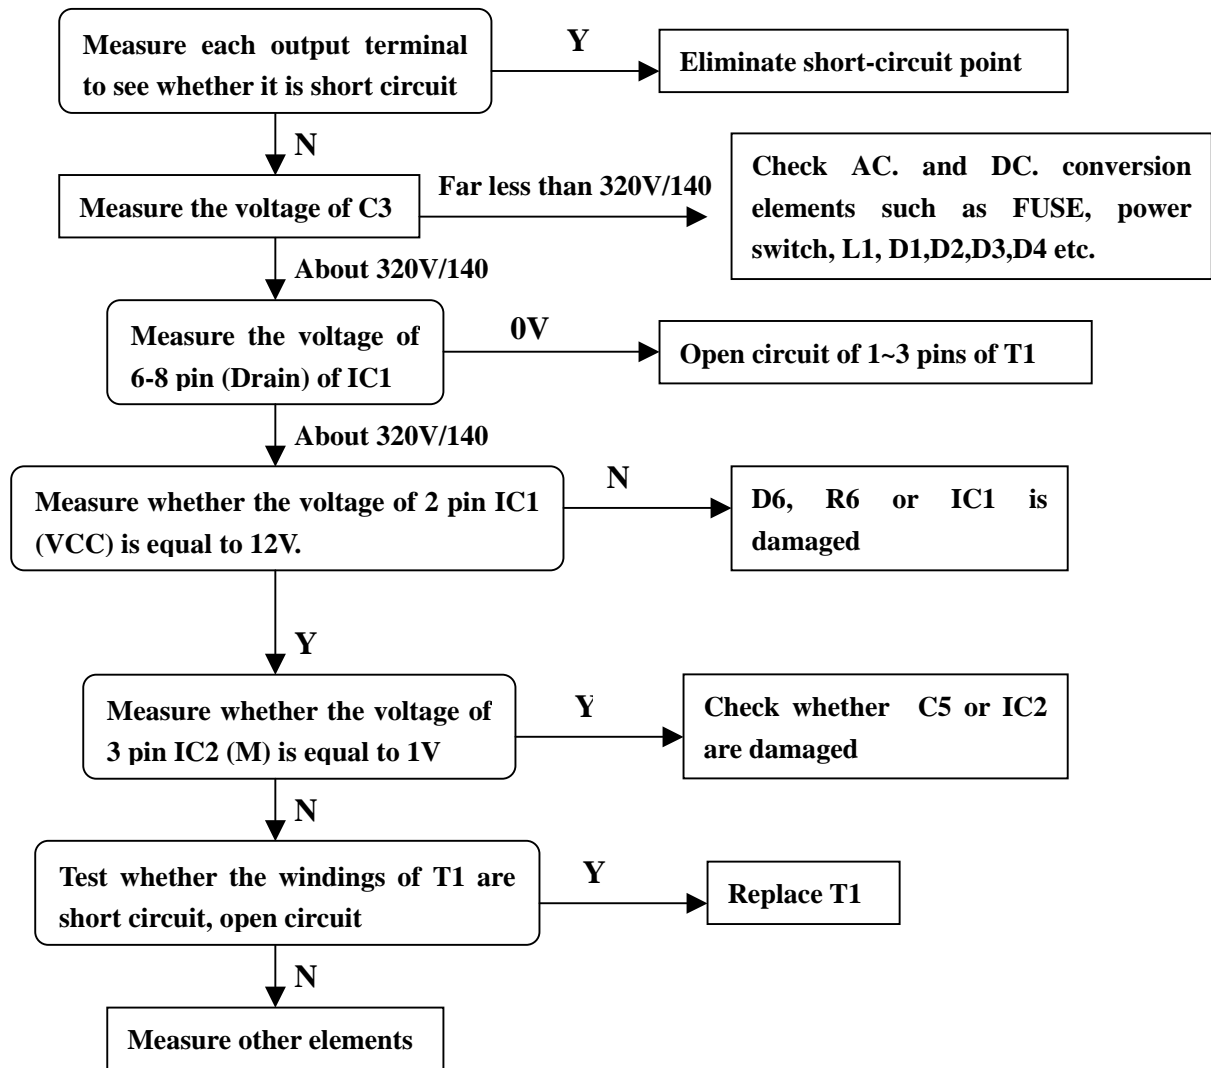 Measure each output terminal
to see whether it is short circuit
Y
Eliminate short-circuit point
N
Measure the voltage of C3
Far less than 320V/140
Check AC. and DC. conversion
elements such as FUSE, power
switch, L1, D1,D2,D3,D4 etc.
About 320V/140
Measure the voltage of
6-8 pin (Drain) of IC1
0V
Open circuit of 1~3 pins of T1
About 320V/140
Measure whether the voltage of 2 pin IC1
(VCC) is equal to 12V.
N
D6, R6 or IC1 is
damaged
Y
Measure whether the voltage of
3 pin IC2 (M) is equal to 1V
Y
Check whether C5 or IC2
are damaged
N
Test whether the windings of T1 are
short circuit, open circuit
Y
Replace T1
N
Measure other elements